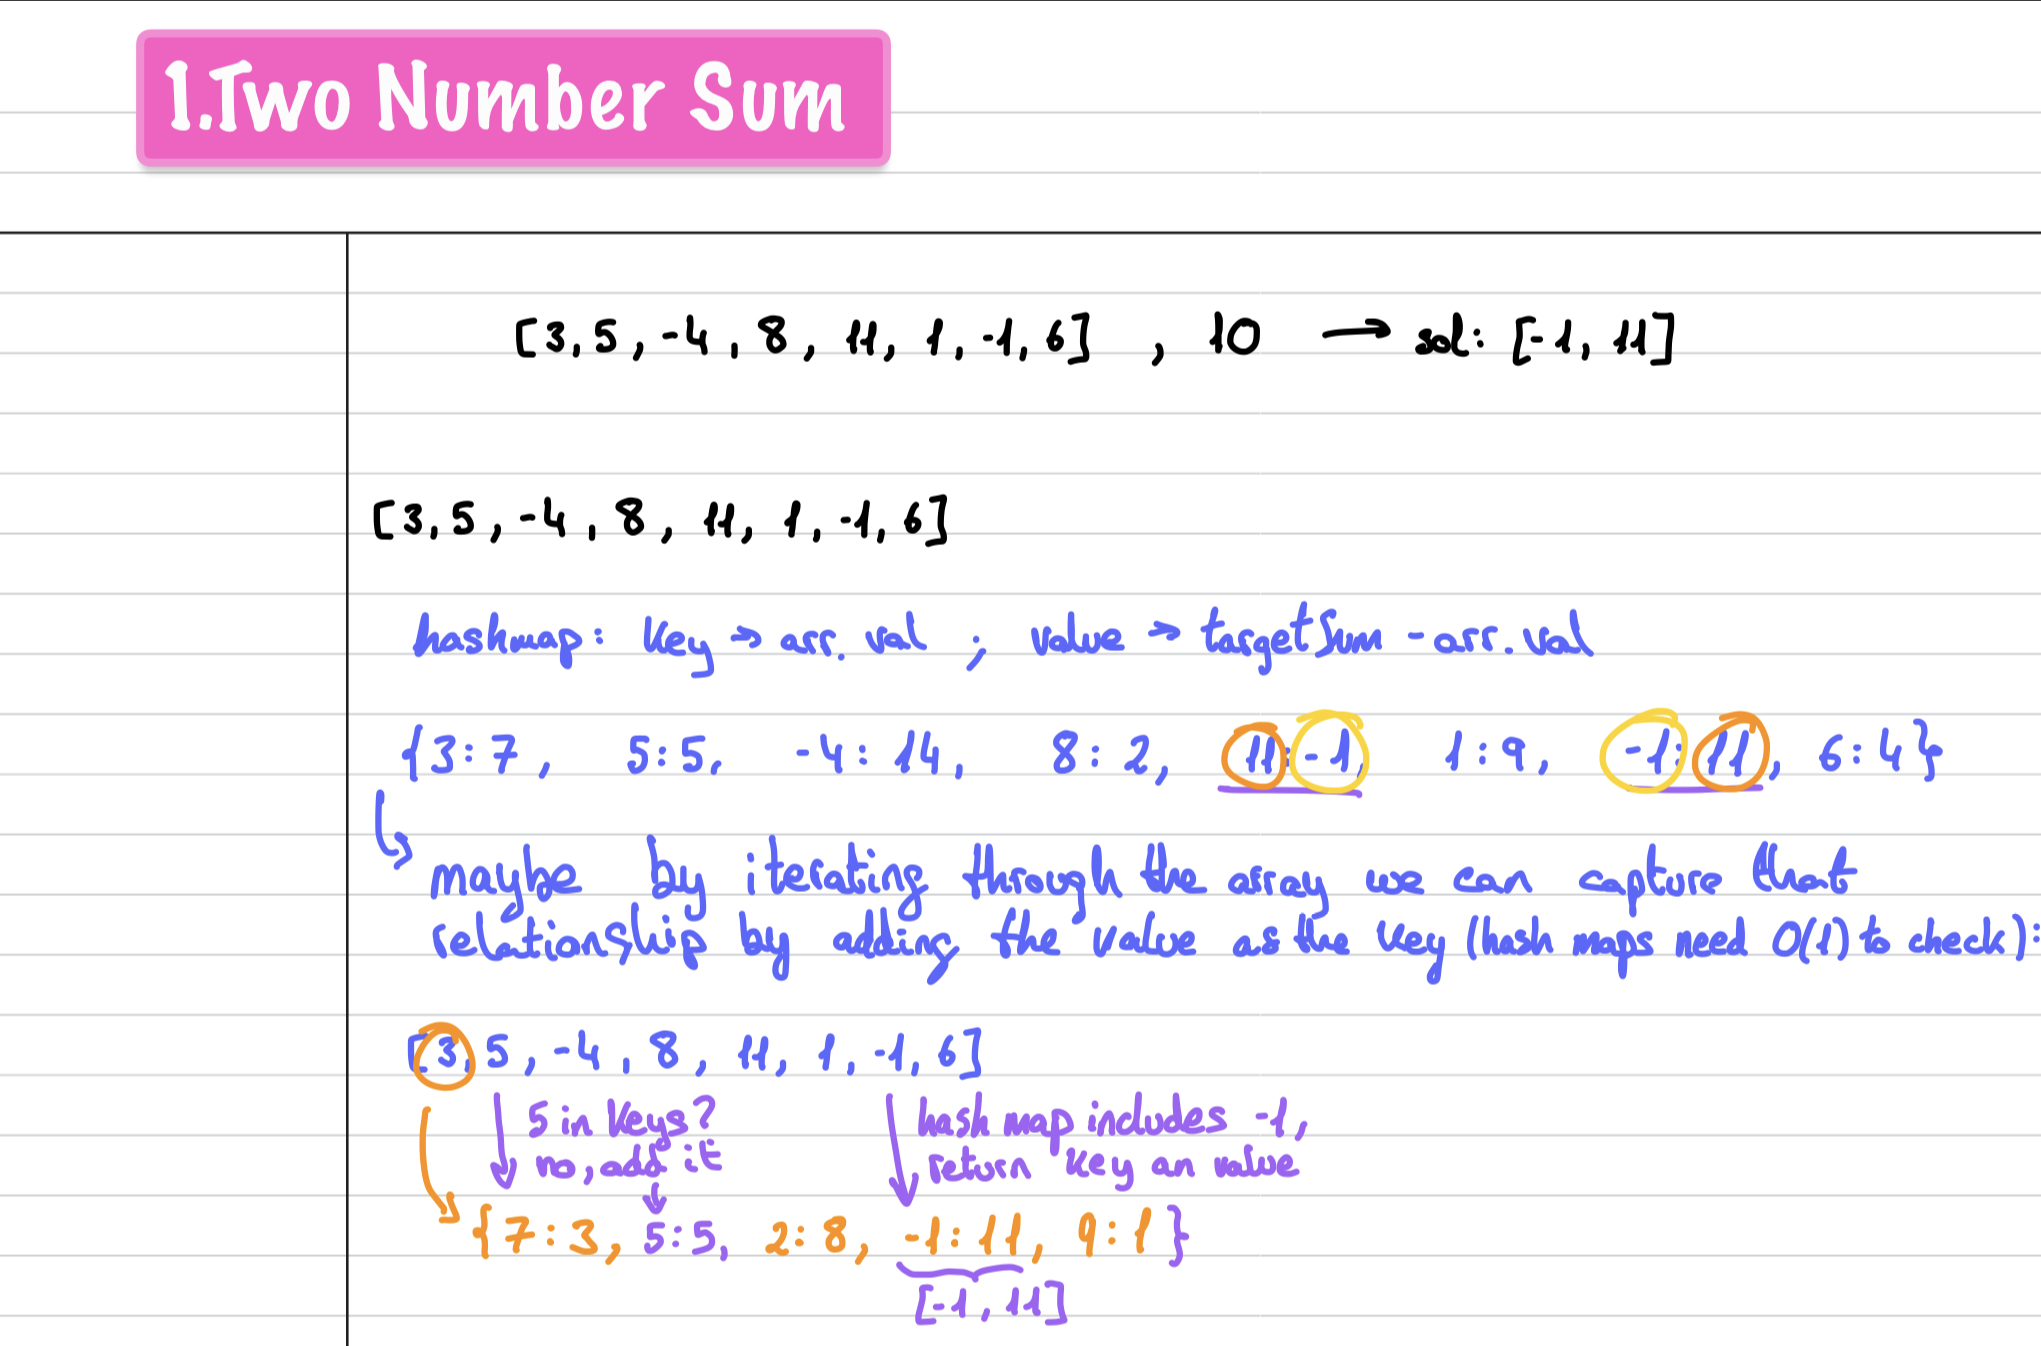 1.Two Number Sum
[3, 5, -4, 8, 11, 1, -1, 6] , 10 → sol: [-1, 11]
[3, 5, -4, 8, 11, 1, -1, 6]
hashmap: key → arr.val ; value → targetSum - arr.val
{3:7, 5:5, -4:14, 8:2, 11:-1, 1:9, -1:11, 6:4}
maybe by iterating through the array we can capture that
relationship by adding the value as the key (hash maps need O(1) to check):
[3, 5, -4, 8, 11, 1, -1, 6]
5 in keys?
no, add it
hash map includes -1,
return key an value
{7:3, 5:5, 2:8, -1:11, 9:1}
[-1, 11]